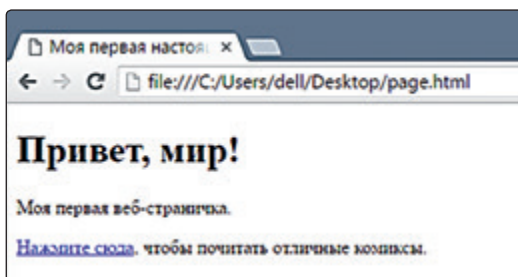 Моя первая настоя
file:///C:/Users/dell/Desktop/page.html
Привет, мир!
Моя первая веб-страничка.
Нажмите сюда, чтобы почитать отличные комиксы.